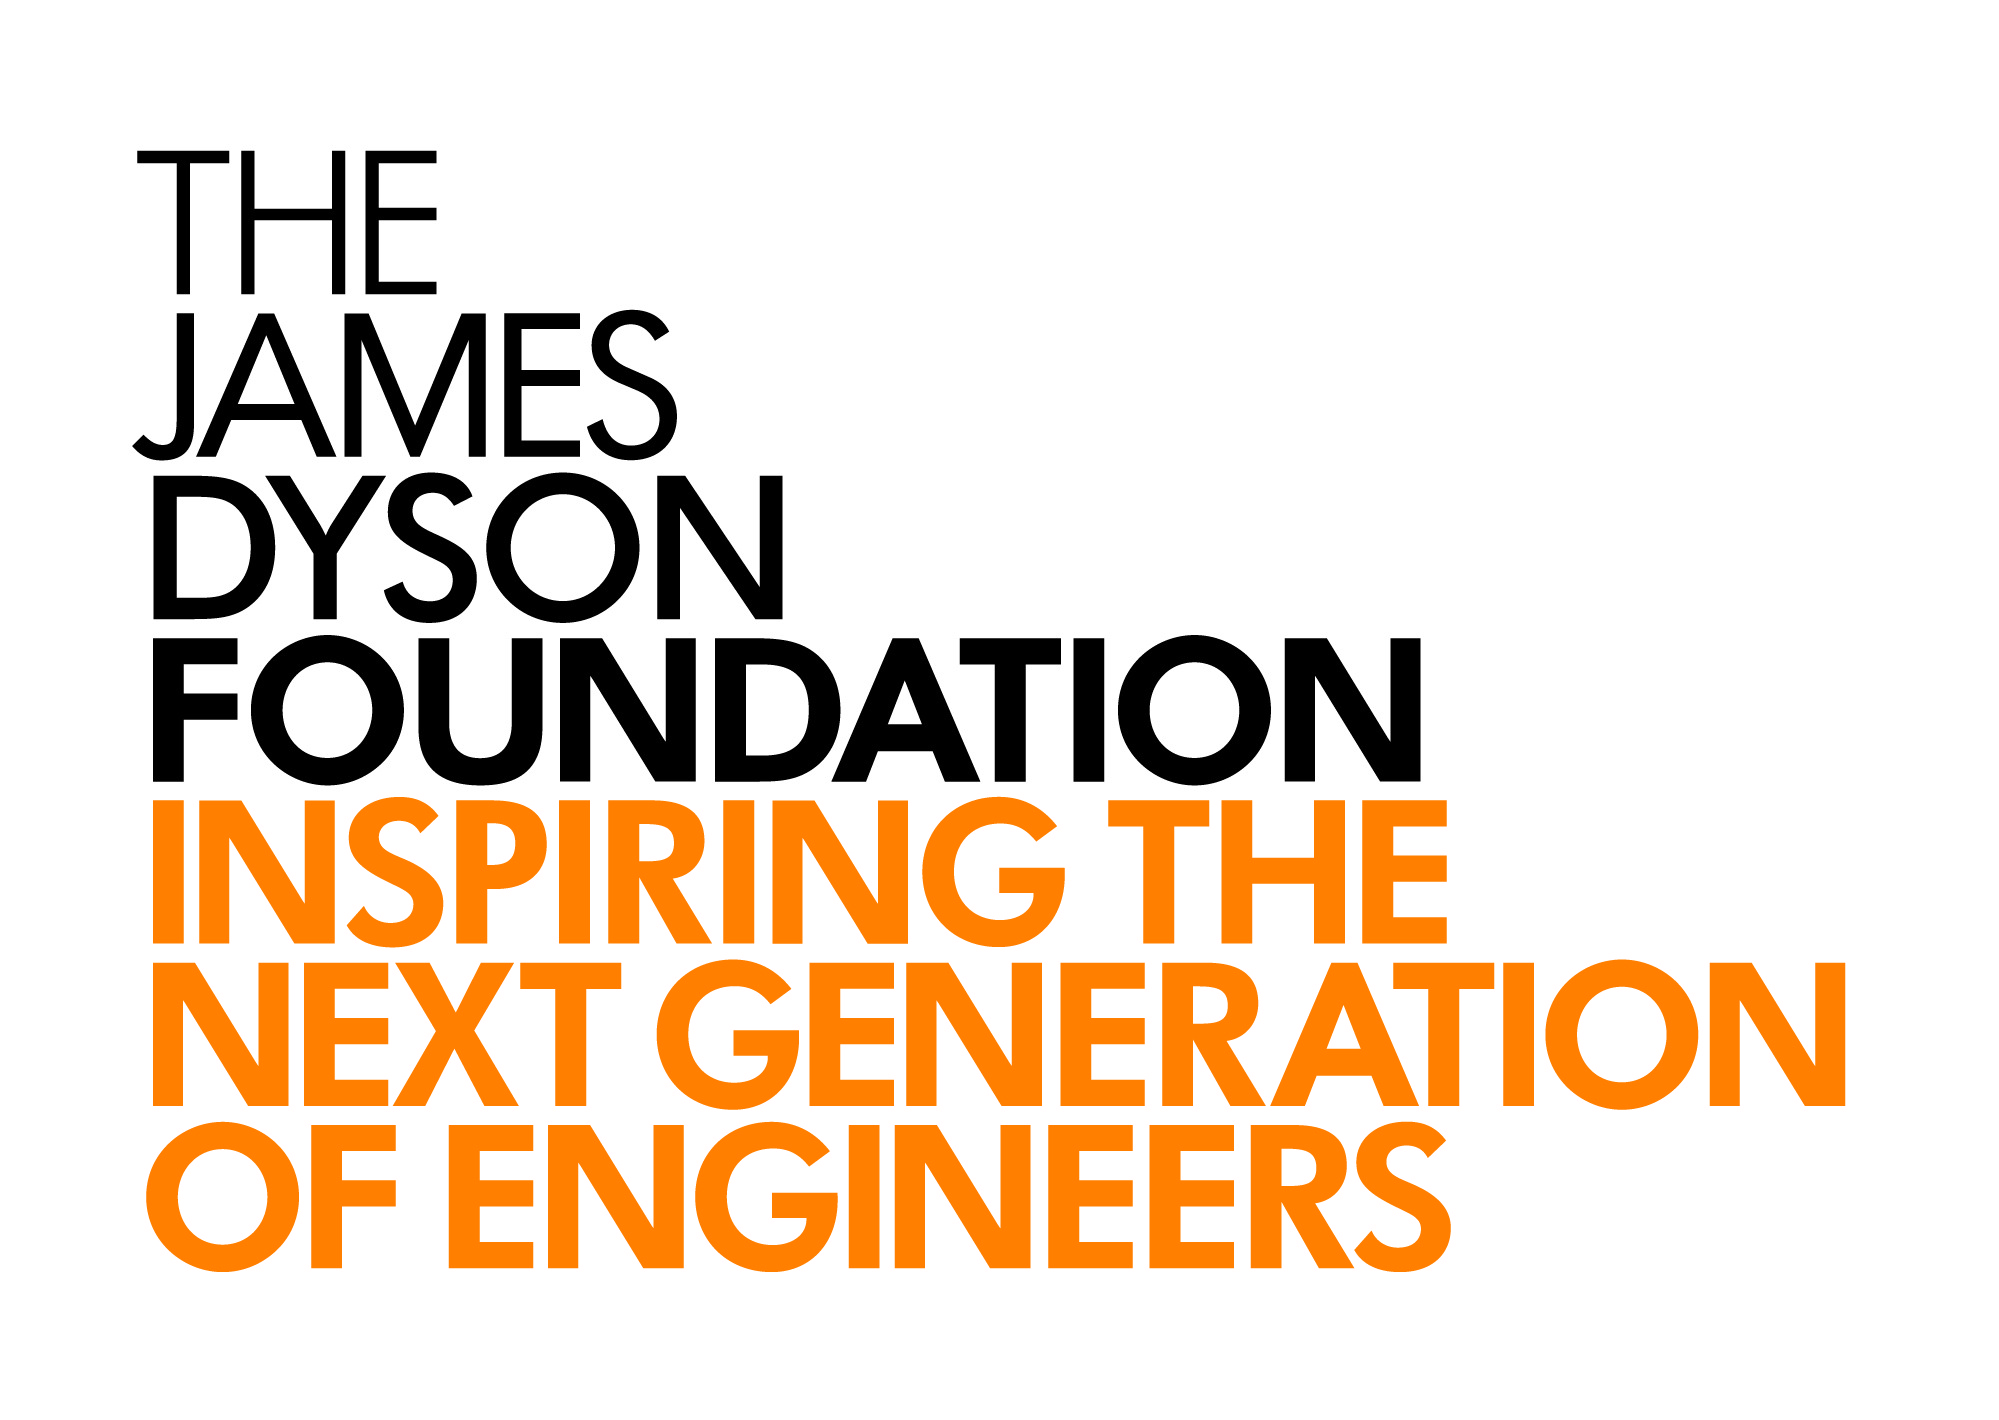 THE
JAMES
DYSON
FOUNDATION
INSPIRING THE
NEXT GENERATION
OF ENGINEERS